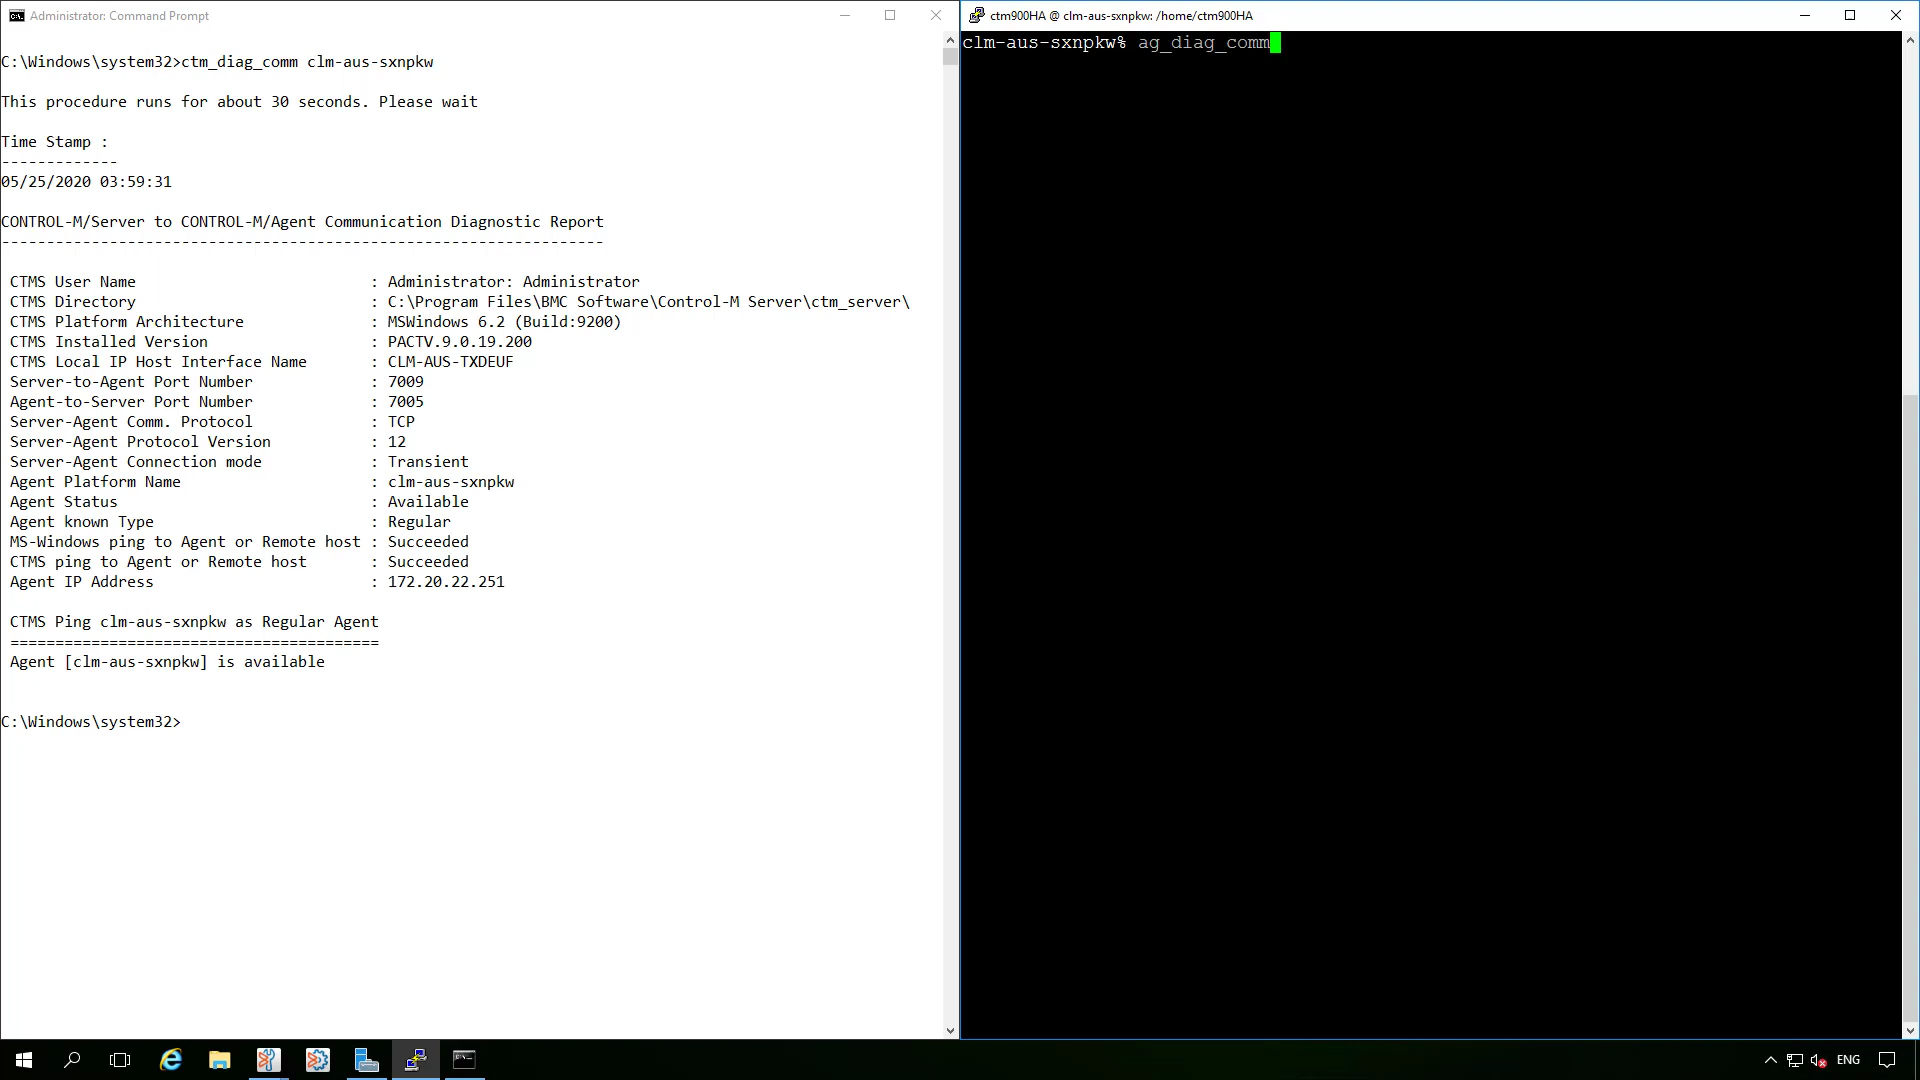 Administrator: Command Prompt
C:\Windows\system32>ctm_diag_comm clm-aus-sxnpkw
This procedure runs for about 30 seconds. Please wait
Time Stamp :
-------------
05/25/2020 03:59:31
CONTROL-M/Server to CONTROL-M/Agent Communication Diagnostic Report
-------------------------------------------------------------------
CTMS User Name : Administrator: Administrator
CTMS Directory : C:\Program Files\BMC Software\Control-M Server\ctm_server\
CTMS Platform Architecture : MSWindows 6.2 (Build:9200)
CTMS Installed Version : PACTV.9.0.19.200
CTMS Local IP Host Interface Name : CLM-AUS-TXDEUF
Server-to-Agent Port Number : 7009
Agent-to-Server Port Number : 7005
Server-Agent Comm. Protocol : TCP
Server-Agent Protocol Version : 12
Server-Agent Connection mode : Transient
Agent Platform Name : clm-aus-sxnpkw
Agent Status : Available
Agent known Type : Regular
MS-Windows ping to Agent or Remote host : Succeeded
CTMS ping to Agent or Remote host : Succeeded
Agent IP Address : 172.20.22.251
CTMS Ping clm-aus-sxnpkw as Regular Agent
=========================================
Agent [clm-aus-sxnpkw] is available
C:\Windows\system32>
ctm900HA @ clm-aus-sxnpkw: /home/ctm900HA
clm-aus-sxnpkw% ag_diag_comm
ENG